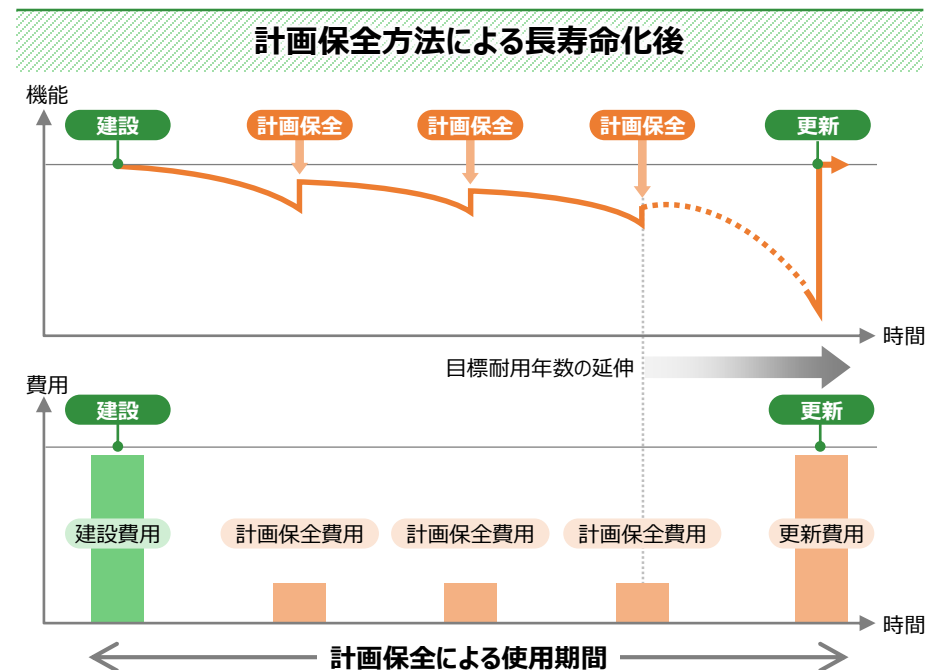 計画保全方法による長寿命化後
機能
建設
計画保全
計画保全
計画保全
更新
時間
目標耐用年数の延伸
費用
建設
更新
建設費用
計画保全費用
計画保全費用
計画保全費用
更新費用
時間
計画保全による使用期間